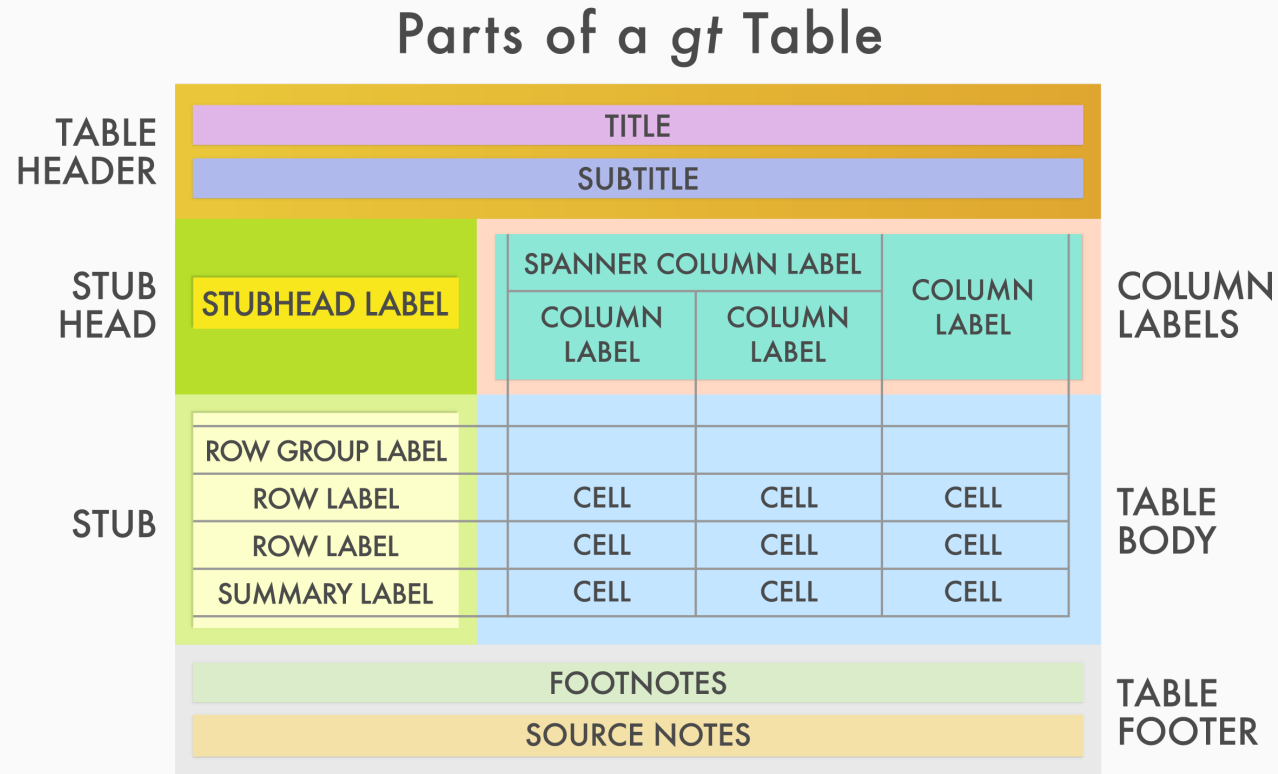 Parts of a gt Table
TABLE
HEADER
TITLE
SUBTITLE
STUB
HEAD
STUBHEAD LABEL
SPANNER COLUMN LABEL
COLUMN
LABEL
COLUMN
LABEL
COLUMN
LABEL
COLUMN
LABELS
STUB
ROW GROUP LABEL
ROW LABEL CELL CELL CELL
ROW LABEL CELL CELL CELL
SUMMARY LABEL CELL CELL CELL
TABLE
BODY
FOOTNOTES
SOURCE NOTES
TABLE
FOOTER